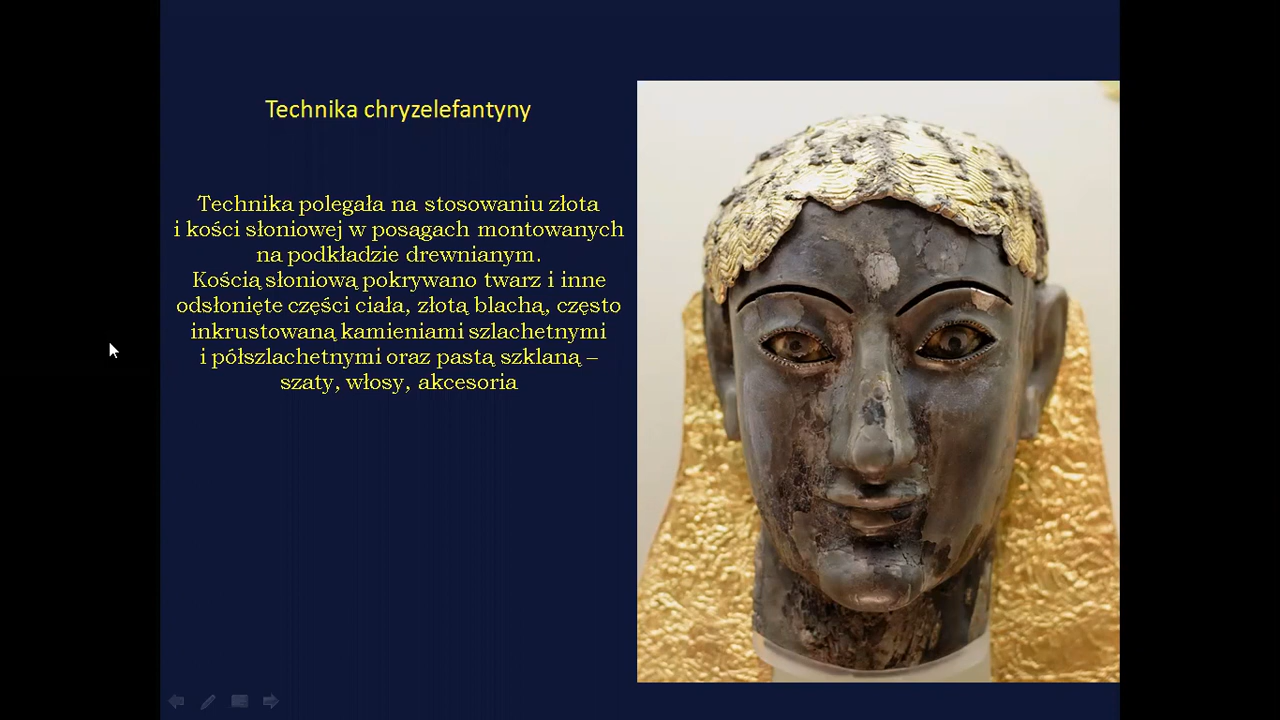 Technika chryzelefantyny
Technika polegała na stosowaniu złota
i kości słoniowej w posągach montowanych
na podkładzie drewnianym.
Kością słoniową pokrywano twarz i inne
odsłonięte części ciała, złotą blachą, często
inkrustowaną kamieniami szlachetnymi
i półszlachetnymi oraz pastą szklaną –
szaty, włosy, akcesoria